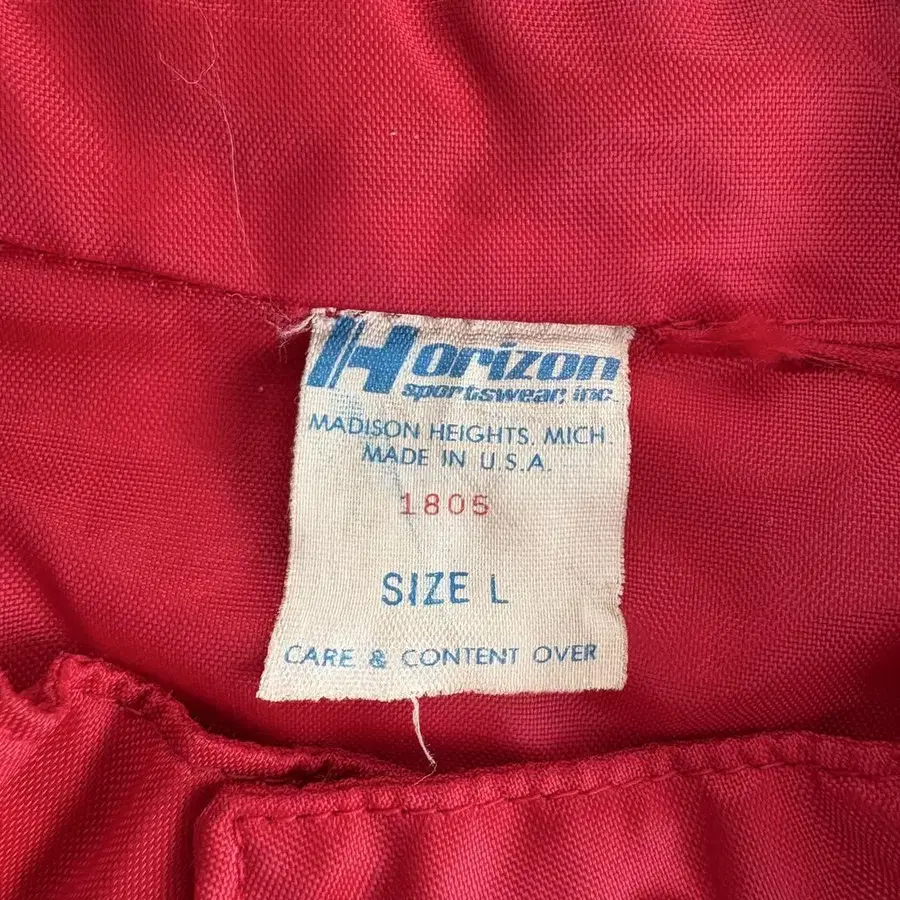 Horizon
sportswear, inc.
MADISON HEIGHTS, MICH.
MADE IN U.S.A.
1805
SIZE L
CARE & CONTENT OVER